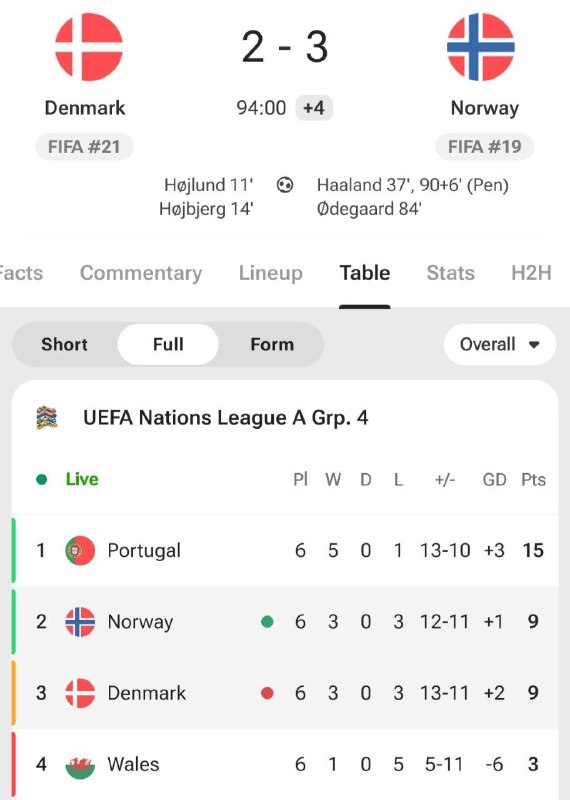 2 - 3
Denmark 94:00 +4 Norway
FIFA #21 FIFA #19
Højlund 11' Haaland 37', 90+6' (Pen)
Højbjerg 14' Ødegaard 84'
Facts Commentary Lineup Table Stats H2H
Short Full Form Overall
UEFA Nations League A Grp. 4
Live Pl W D L +/- GD Pts
1 Portugal 6 5 0 1 13-10 +3 15
2 Norway 6 3 0 3 12-11 +1 9
3 Denmark 6 3 0 3 13-11 +2 9
4 Wales 6 1 0 5 5-11 -6 3